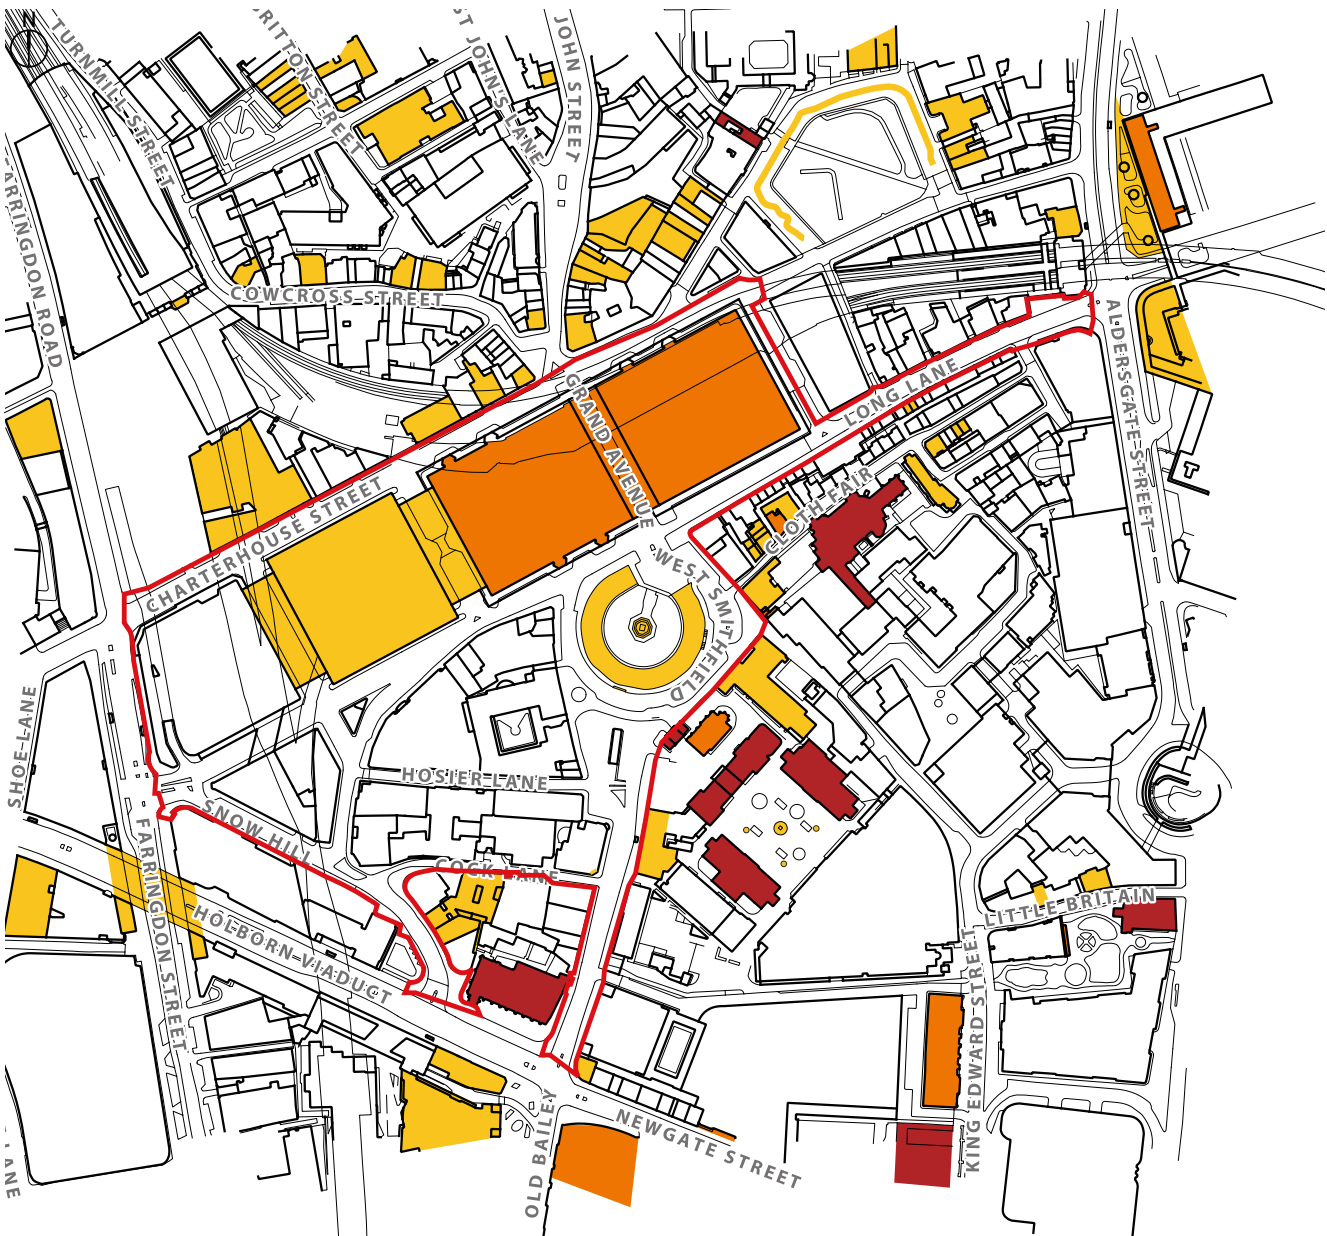 N
TURNMILL STREET
BRITTON STREET
ST JOHN'S LANE
JOHN STREET
FARRINGDON ROAD
COWCROSS STREET
ALDERSGATE STREET
GRAND AVENUE
LONG LANE
CHARTERHOUSE STREET
CLOTH FAIR
WEST SMITHFIELD
SHOE LANE
HOSIER LANE
SNOW HILL
COCK LANE
FARRINGDON STREET
HOLBORN VIADUCT
LITTLE BRITAIN
KING EDWARD STREET
OLD BAILEY
NEWGATE STREET
LANE